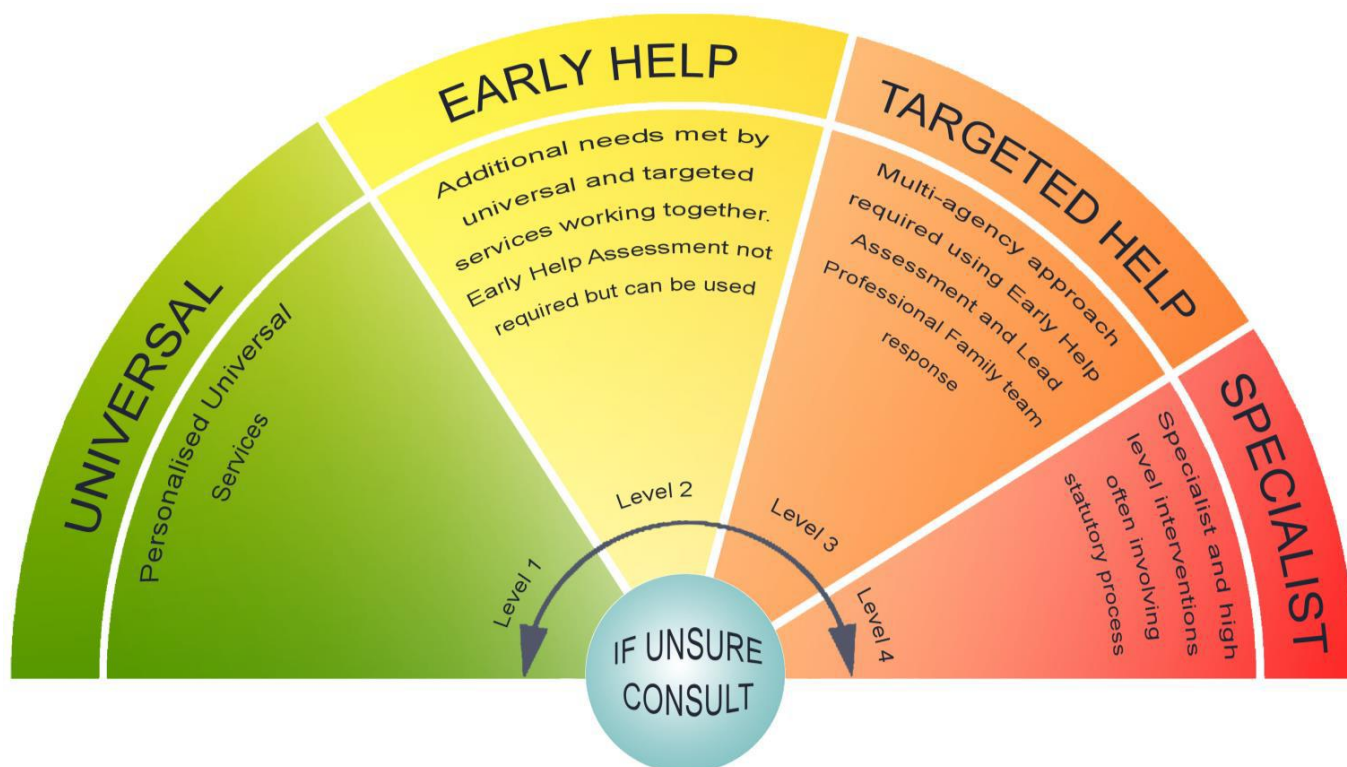 UNIVERSAL
Personalised Universal
Services
Level 1
EARLY HELP
Additional needs met by
universal and targeted
services working together.
Early Help Assessment not
required but can be used
Level 2
TARGETED HELP
Multi-agency approach
required using Early Help
Assessment and Lead
Professional Family team
response
Level 3
SPECIALIST
Specialist and high
level interventions
often involving
statutory process
Level 4
IF UNSURE
CONSULT